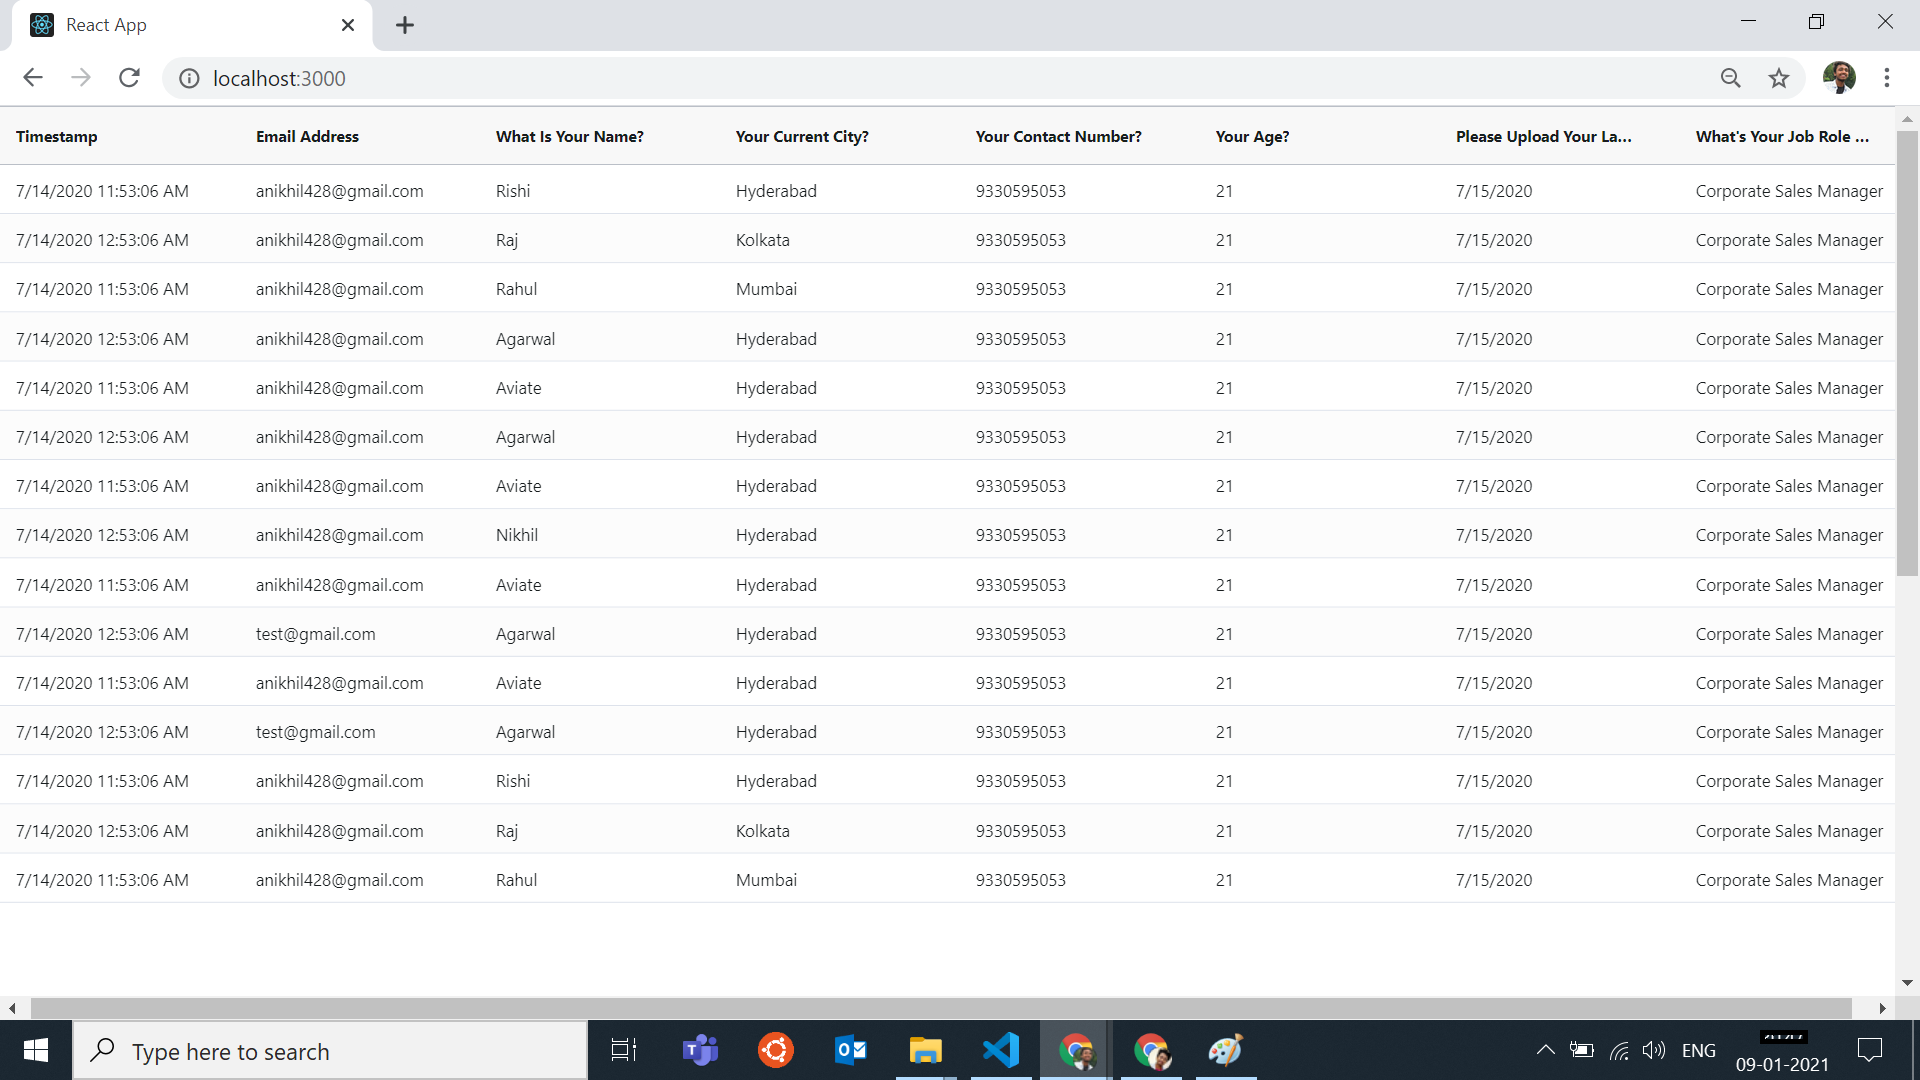 React App
localhost:3000
Timestamp Email Address What Is Your Name? Your Current City? Your Contact Number? Your Age? Please Upload Your La... What's Your Job Role ...
7/14/2020 11:53:06 AM anikhil428@gmail.com Rishi Hyderabad 9330595053 21 7/15/2020 Corporate Sales Manager
7/14/2020 12:53:06 AM anikhil428@gmail.com Raj Kolkata 9330595053 21 7/15/2020 Corporate Sales Manager
7/14/2020 11:53:06 AM anikhil428@gmail.com Rahul Mumbai 9330595053 21 7/15/2020 Corporate Sales Manager
7/14/2020 12:53:06 AM anikhil428@gmail.com Agarwal Hyderabad 9330595053 21 7/15/2020 Corporate Sales Manager
7/14/2020 11:53:06 AM anikhil428@gmail.com Aviate Hyderabad 9330595053 21 7/15/2020 Corporate Sales Manager
7/14/2020 12:53:06 AM anikhil428@gmail.com Agarwal Hyderabad 9330595053 21 7/15/2020 Corporate Sales Manager
7/14/2020 11:53:06 AM anikhil428@gmail.com Aviate Hyderabad 9330595053 21 7/15/2020 Corporate Sales Manager
7/14/2020 12:53:06 AM anikhil428@gmail.com Nikhil Hyderabad 9330595053 21 7/15/2020 Corporate Sales Manager
7/14/2020 11:53:06 AM anikhil428@gmail.com Aviate Hyderabad 9330595053 21 7/15/2020 Corporate Sales Manager
7/14/2020 12:53:06 AM test@gmail.com Agarwal Hyderabad 9330595053 21 7/15/2020 Corporate Sales Manager
7/14/2020 11:53:06 AM anikhil428@gmail.com Aviate Hyderabad 9330595053 21 7/15/2020 Corporate Sales Manager
7/14/2020 12:53:06 AM test@gmail.com Agarwal Hyderabad 9330595053 21 7/15/2020 Corporate Sales Manager
7/14/2020 11:53:06 AM anikhil428@gmail.com Rishi Hyderabad 9330595053 21 7/15/2020 Corporate Sales Manager
7/14/2020 12:53:06 AM anikhil428@gmail.com Raj Kolkata 9330595053 21 7/15/2020 Corporate Sales Manager
7/14/2020 11:53:06 AM anikhil428@gmail.com Rahul Mumbai 9330595053 21 7/15/2020 Corporate Sales Manager
Type here to search
ENG
09-01-2021